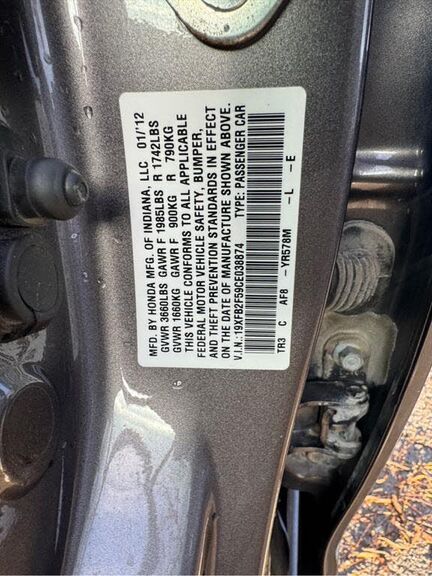 MFD. BY HONDA MFG. OF INDIANA, LLC 01/12
GVWR 3660LBS GAWR F 1985LBS R 1742LBS
GVWR 1660KG GAWR F 900KG R 790KG
THIS VEHICLE CONFORMS TO ALL APPLICABLE
FEDERAL MOTOR VEHICLE SAFETY, BUMPER,
AND THEFT PREVENTION STANDARDS IN EFFECT
ON THE DATE OF MANUFACTURE SHOWN ABOVE.
V.I.N.: 19XFB2F59CE038874 TYPE: PASSENGER CAR
TR3 C AF8 -YR578M -L -E